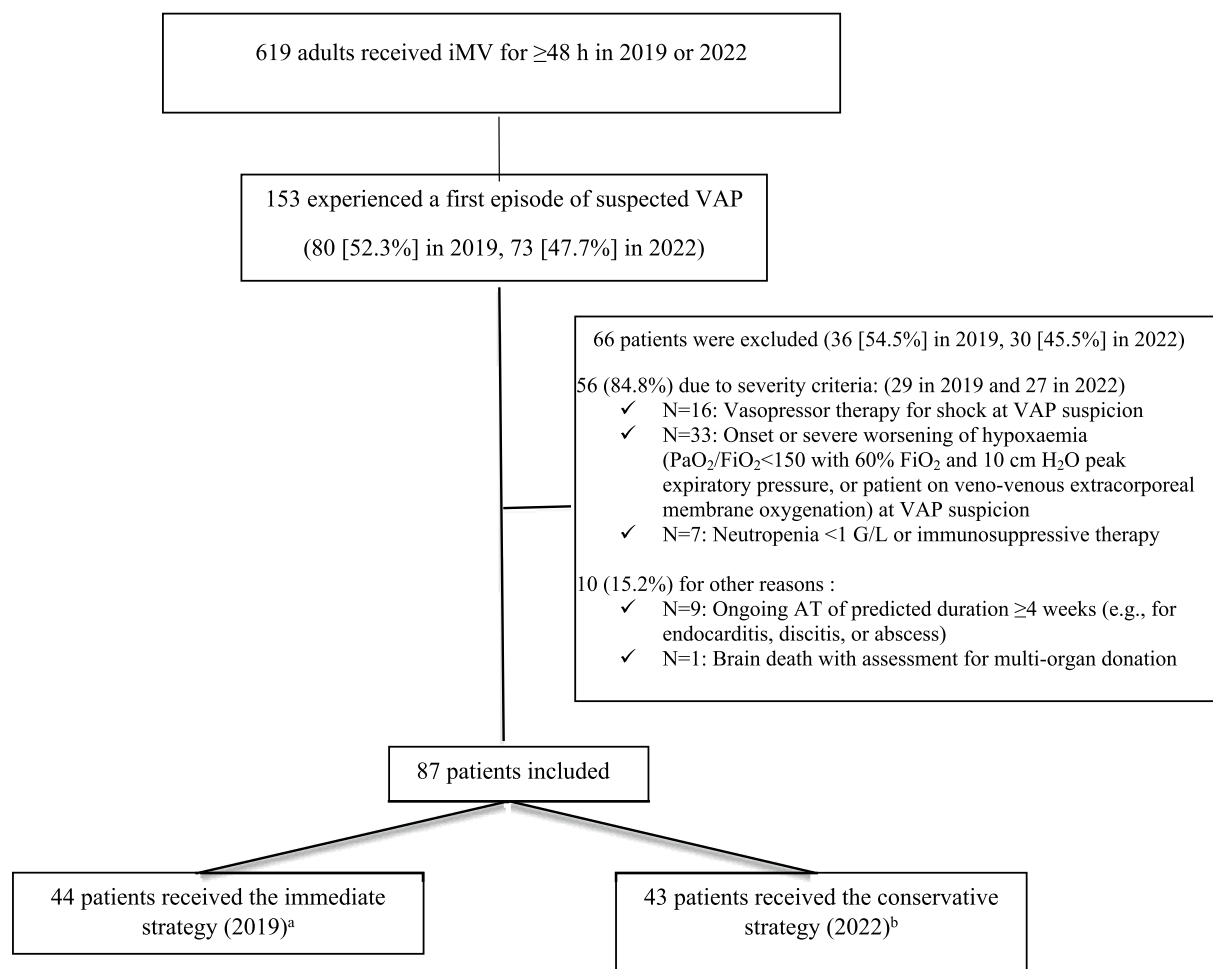 619 adults received iMV for ≥48 h in 2019 or 2022
153 experienced a first episode of suspected VAP
(80 [52.3%] in 2019, 73 [47.7%] in 2022)
66 patients were excluded (36 [54.5%] in 2019, 30 [45.5%] in 2022)
56 (84.8%) due to severity criteria: (29 in 2019 and 27 in 2022)
✓ N=16: Vasopressor therapy for shock at VAP suspicion
✓ N=33: Onset or severe worsening of hypoxaemia
(PaO₂/FiO₂<150 with 60% FiO₂ and 10 cm H₂O peak
expiratory pressure, or patient on veno-venous extracorporeal
membrane oxygenation) at VAP suspicion
✓ N=7: Neutropenia <1 G/L or immunosuppressive therapy
10 (15.2%) for other reasons :
✓ N=9: Ongoing AT of predicted duration ≥4 weeks (e.g., for
endocarditis, discitis, or abscess)
✓ N=1: Brain death with assessment for multi-organ donation
87 patients included
44 patients received the immediate
strategy (2019)ᵃ
43 patients received the conservative
strategy (2022)ᵇ